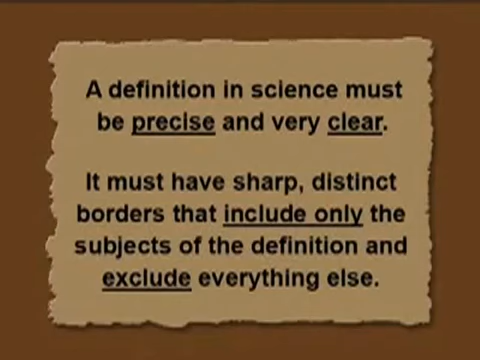 A definition in science must
be precise and very clear.
It must have sharp, distinct
borders that include only the
subjects of the definition and
exclude everything else.